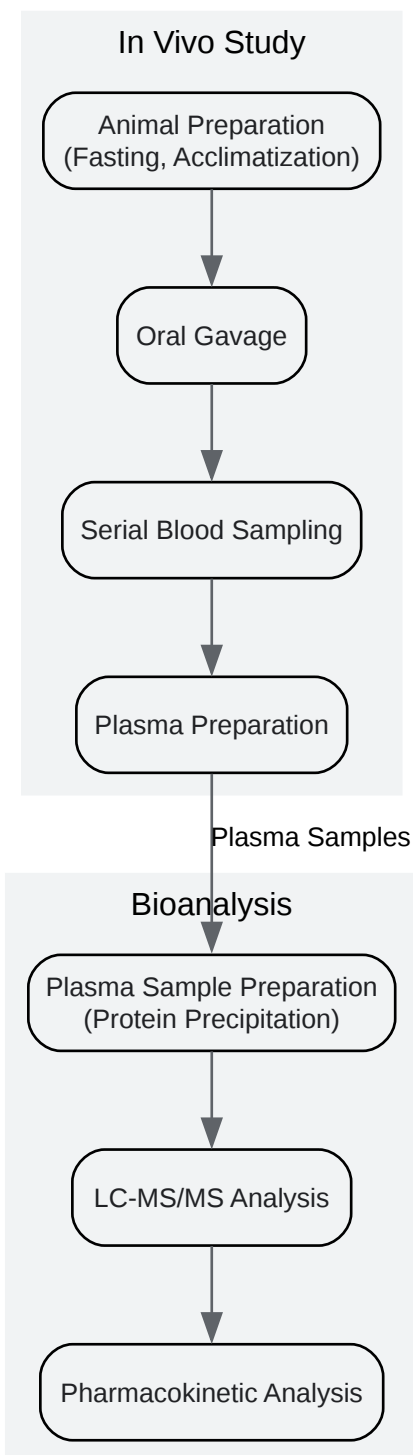 In Vivo Study
Animal Preparation
(Fasting, Acclimatization)
Oral Gavage
Serial Blood Sampling
Plasma Preparation
Plasma Samples
Bioanalysis
Plasma Sample Preparation
(Protein Precipitation)
LC-MS/MS Analysis
Pharmacokinetic Analysis